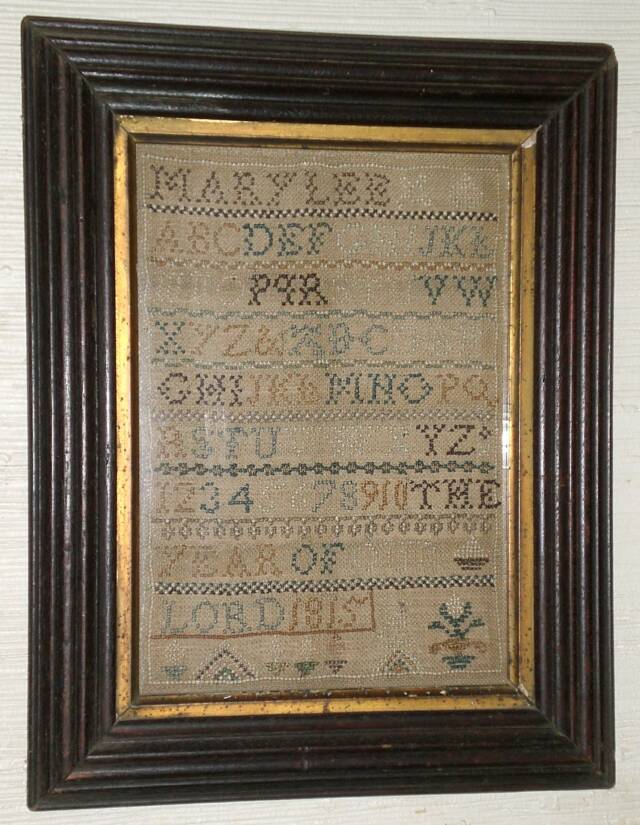 MARY LEE
ABCDEF JKL
PQR VW
XYZ& ABC
GHIJKLMNOPQ
RSTU YZ
1234 78910 THE
YEAR OF
LORD 1815